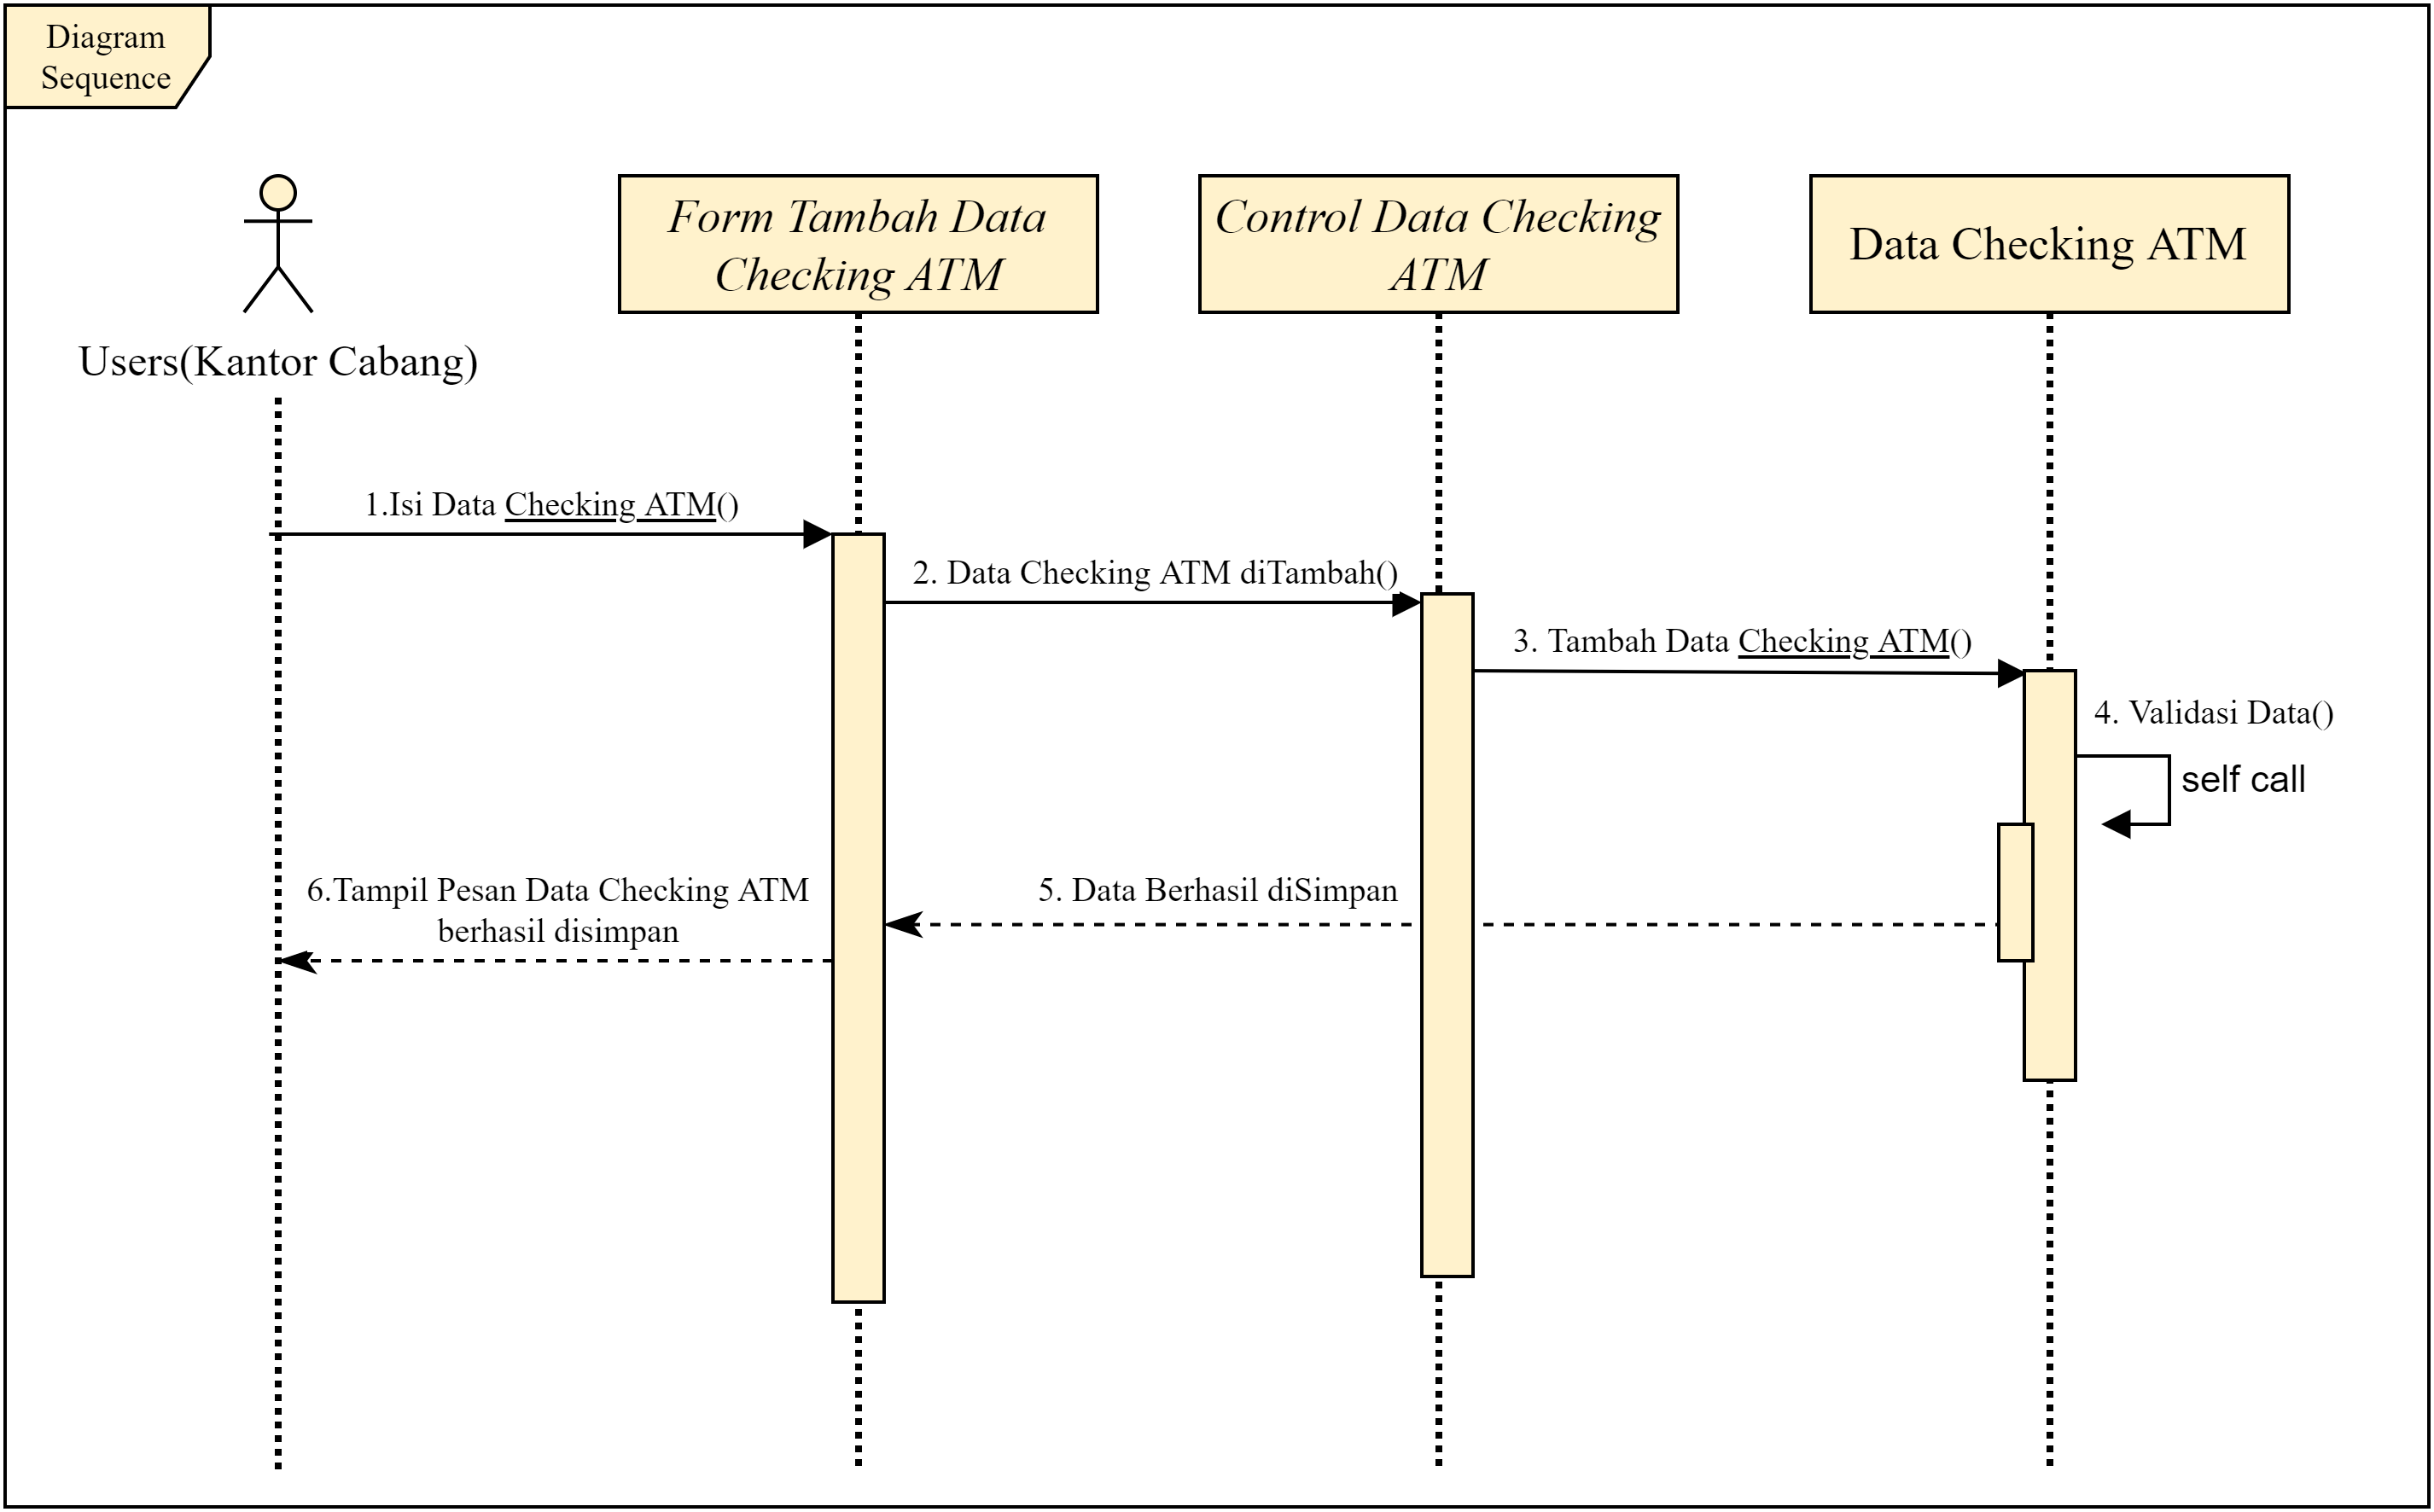 Diagram
Sequence
Form Tambah Data
Checking ATM
Control Data Checking
ATM
Data Checking ATM
Users(Kantor Cabang)
1.Isi Data Checking ATM()
2. Data Checking ATM diTambah()
3. Tambah Data Checking ATM()
4. Validasi Data()
self call
5. Data Berhasil diSimpan
6.Tampil Pesan Data Checking ATM
berhasil disimpan